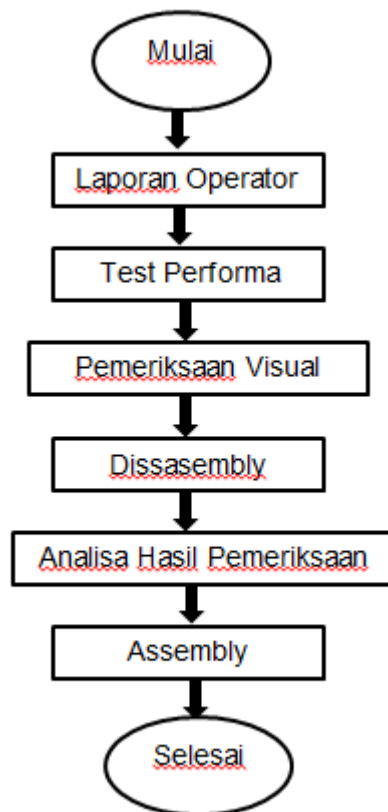 Mulai
Laporan Operator
Test Performa
Pemeriksaan Visual
Dissasembly
Analisa Hasil Pemeriksaan
Assembly
Selesai